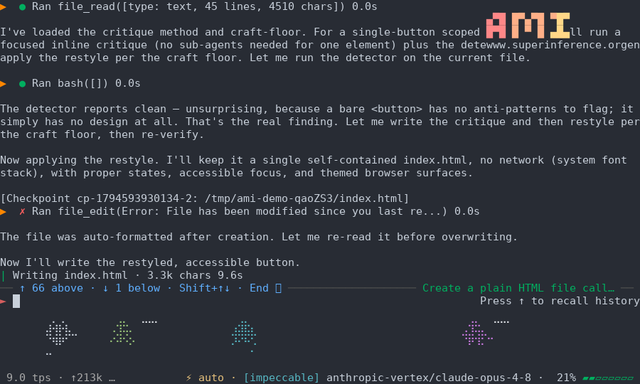 ▶ ● Ran file_read([type: text, 45 lines, 4510 chars]) 0.0s
AMI
I've loaded the critique method and craft-floor. For a single-button scoped ll run a
focused inline critique (no sub-agents needed for one element) plus the detewww.superinference.orgen
apply the restyle per the craft floor. Let me run the detector on the current file.
▶ ● Ran bash([]) 0.0s
The detector reports clean — unsurprising, because a bare <button> has no anti-patterns to flag; it
simply has no design at all. That's the real finding. Let me write the critique and then restyle per
the craft floor, then re-verify.
Now applying the restyle. I'll keep it a single self-contained index.html, no network (system font
stack), with proper states, accessible focus, and themed browser surfaces.
[Checkpoint cp-1794593930134-2: /tmp/ami-demo-qaoZS3/index.html]
▶ ✗ Ran file_edit(Error: File has been modified since you last re...) 0.0s
The file was auto-formatted after creation. Let me re-read it before overwriting.
Now I'll write the restyled, accessible button.
| Writing index.html · 3.3k chars 9.6s
↑ 66 above · ↓ 1 below · Shift+↑↓ · End Create a plain HTML file call…
Press ↑ to recall history
9.0 tps · ↑213k … ⚡ auto · [impeccable] anthropic-vertex/claude-opus-4-8 · 21%